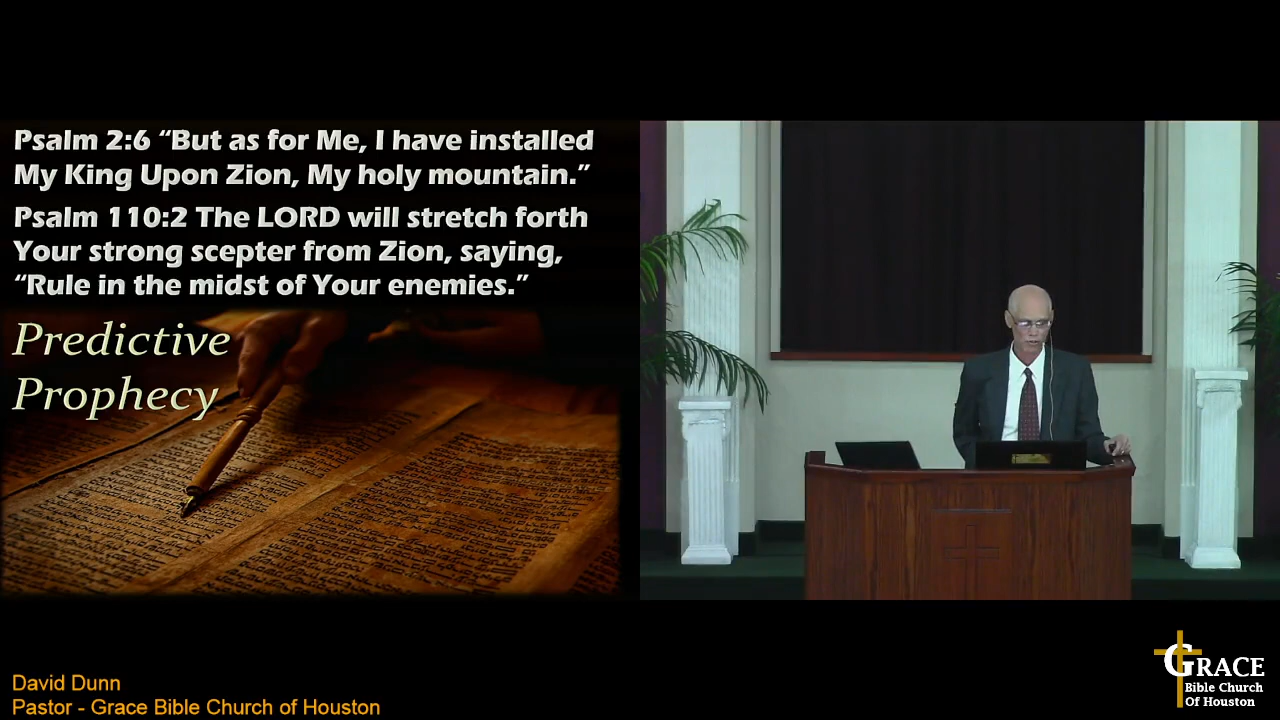 Psalm 2:6 “But as for Me, I have installed
My King Upon Zion, My holy mountain.”
Psalm 110:2 The LORD will stretch forth
Your strong scepter from Zion, saying,
“Rule in the midst of Your enemies.”
Predictive
Prophecy
David Dunn
Pastor - Grace Bible Church of Houston
GRACE
Bible Church
Of Houston